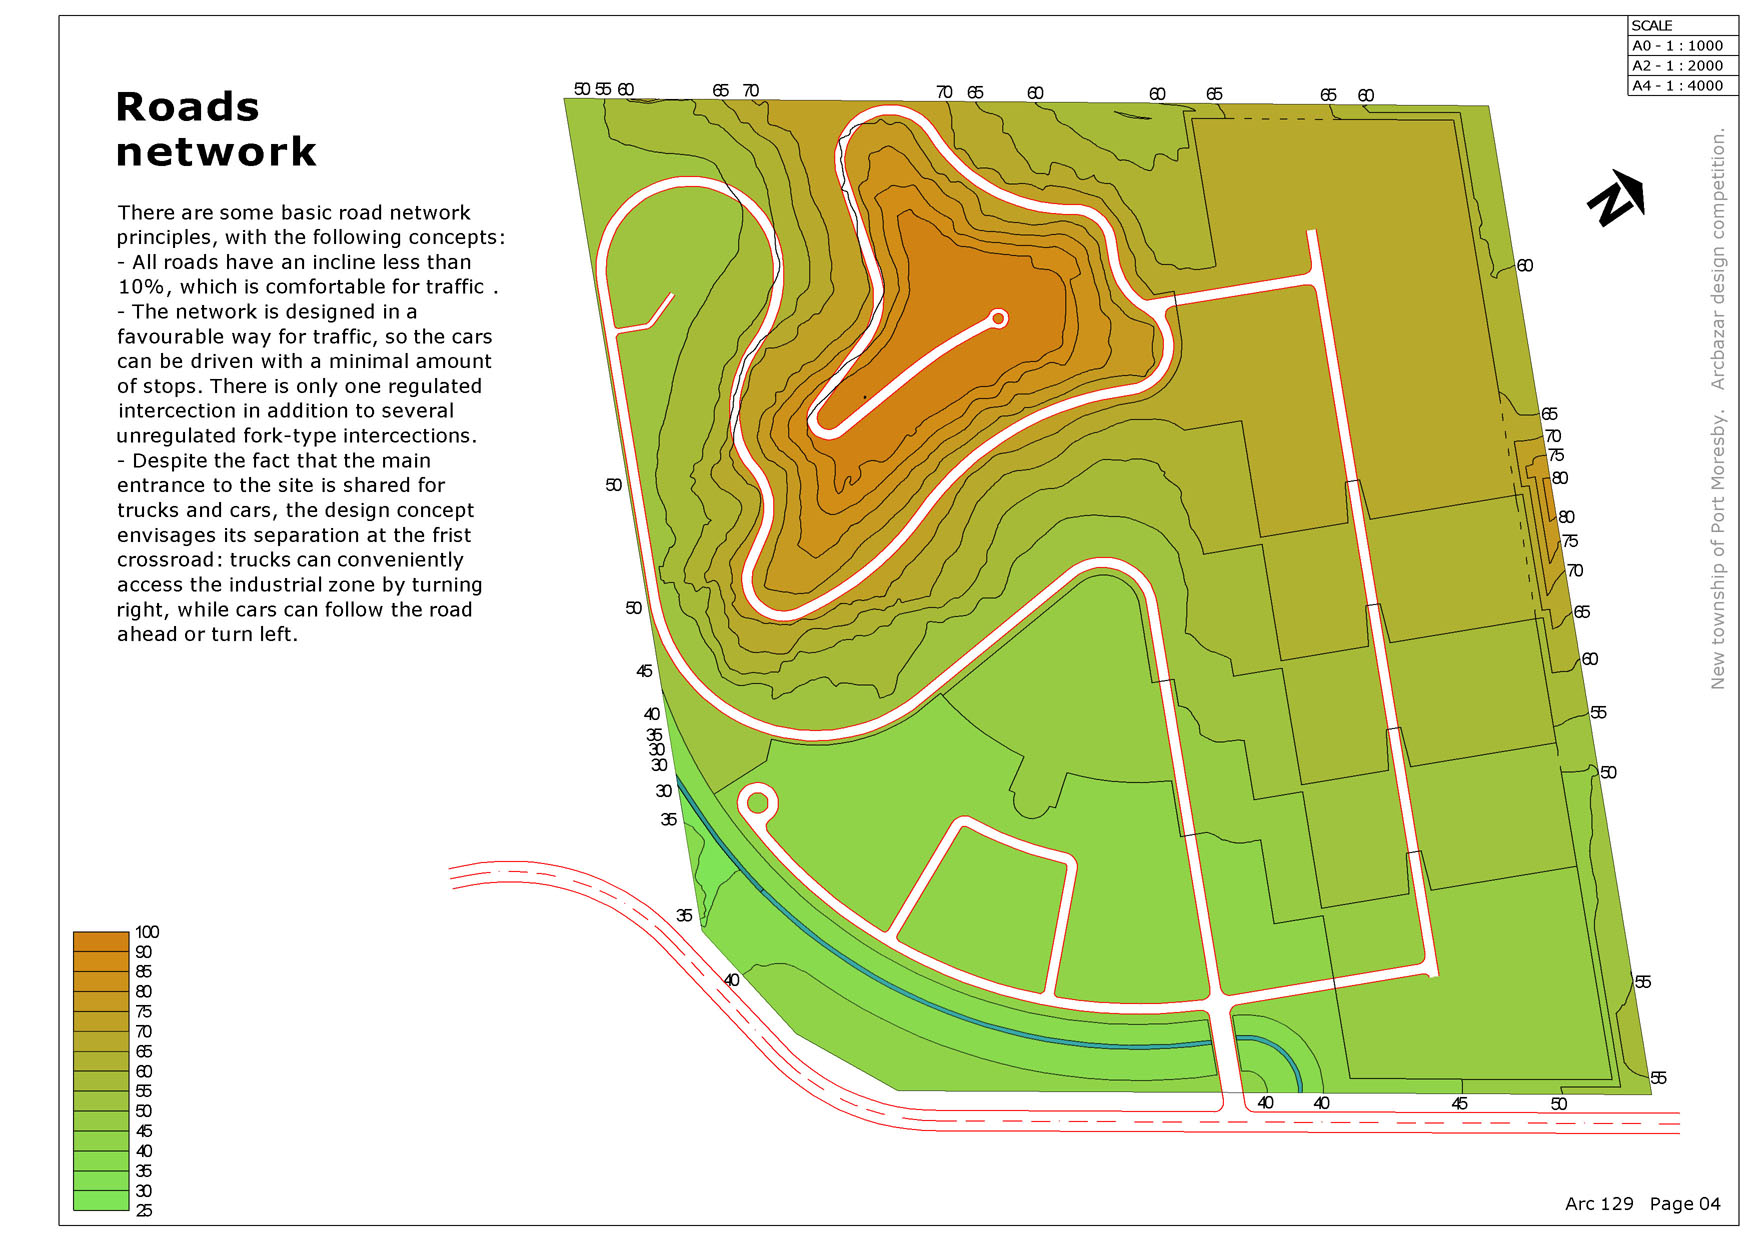 SCALE
A0 - 1 : 1000
A2 - 1 : 2000
A4 - 1 : 4000
Roads
network
There are some basic road network
principles, with the following concepts:
- All roads have an incline less than
10%, which is comfortable for traffic .
- The network is designed in a
favourable way for traffic, so the cars
can be driven with a minimal amount
of stops. There is only one regulated
intercection in addition to several
unregulated fork-type intercections.
- Despite the fact that the main
entrance to the site is shared for
trucks and cars, the design concept
envisages its separation at the frist
crossroad: trucks can conveniently
access the industrial zone by turning
right, while cars can follow the road
ahead or turn left.
50 55 60 65 70 70 65 60 60 65 65 60
N
New township of Port Moresby. Arcbazar design competition.
60
65
70
75
80
80
75
70
65
60
55
50
55
55
50
50
45
40
35
30
30
30
35
35
40
40 40 45 50
100
90
85
80
75
70
65
60
55
50
45
40
35
30
25
Arc 129 Page 04